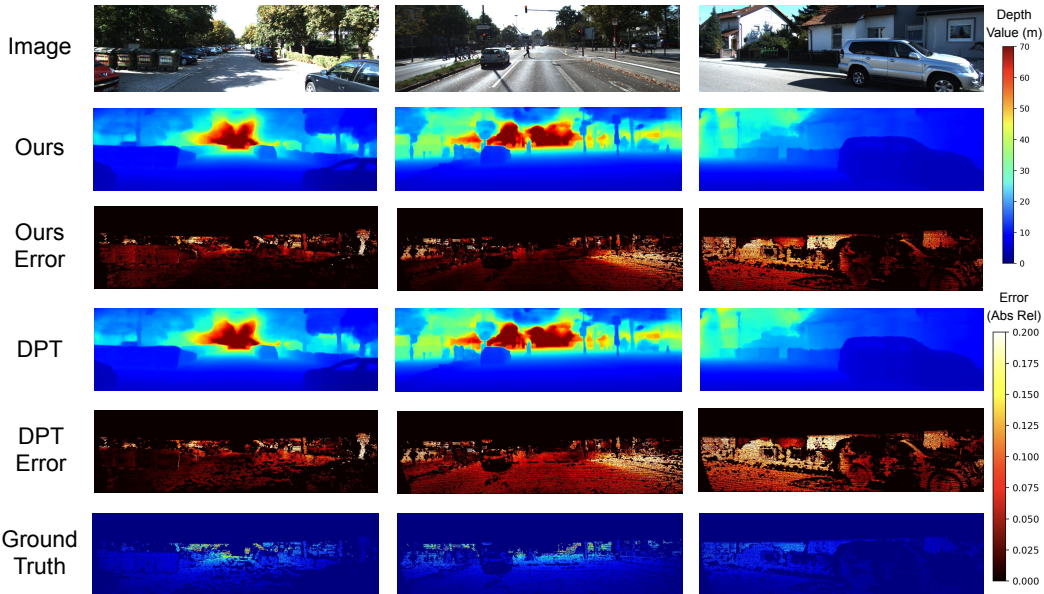 Image
Ours
Ours
Error
DPT
DPT
Error
Ground
Truth
Depth
Value (m)
70
60
50
40
30
20
10
0
Error
(Abs Rel)
0.200
0.175
0.150
0.125
0.100
0.075
0.050
0.025
0.000